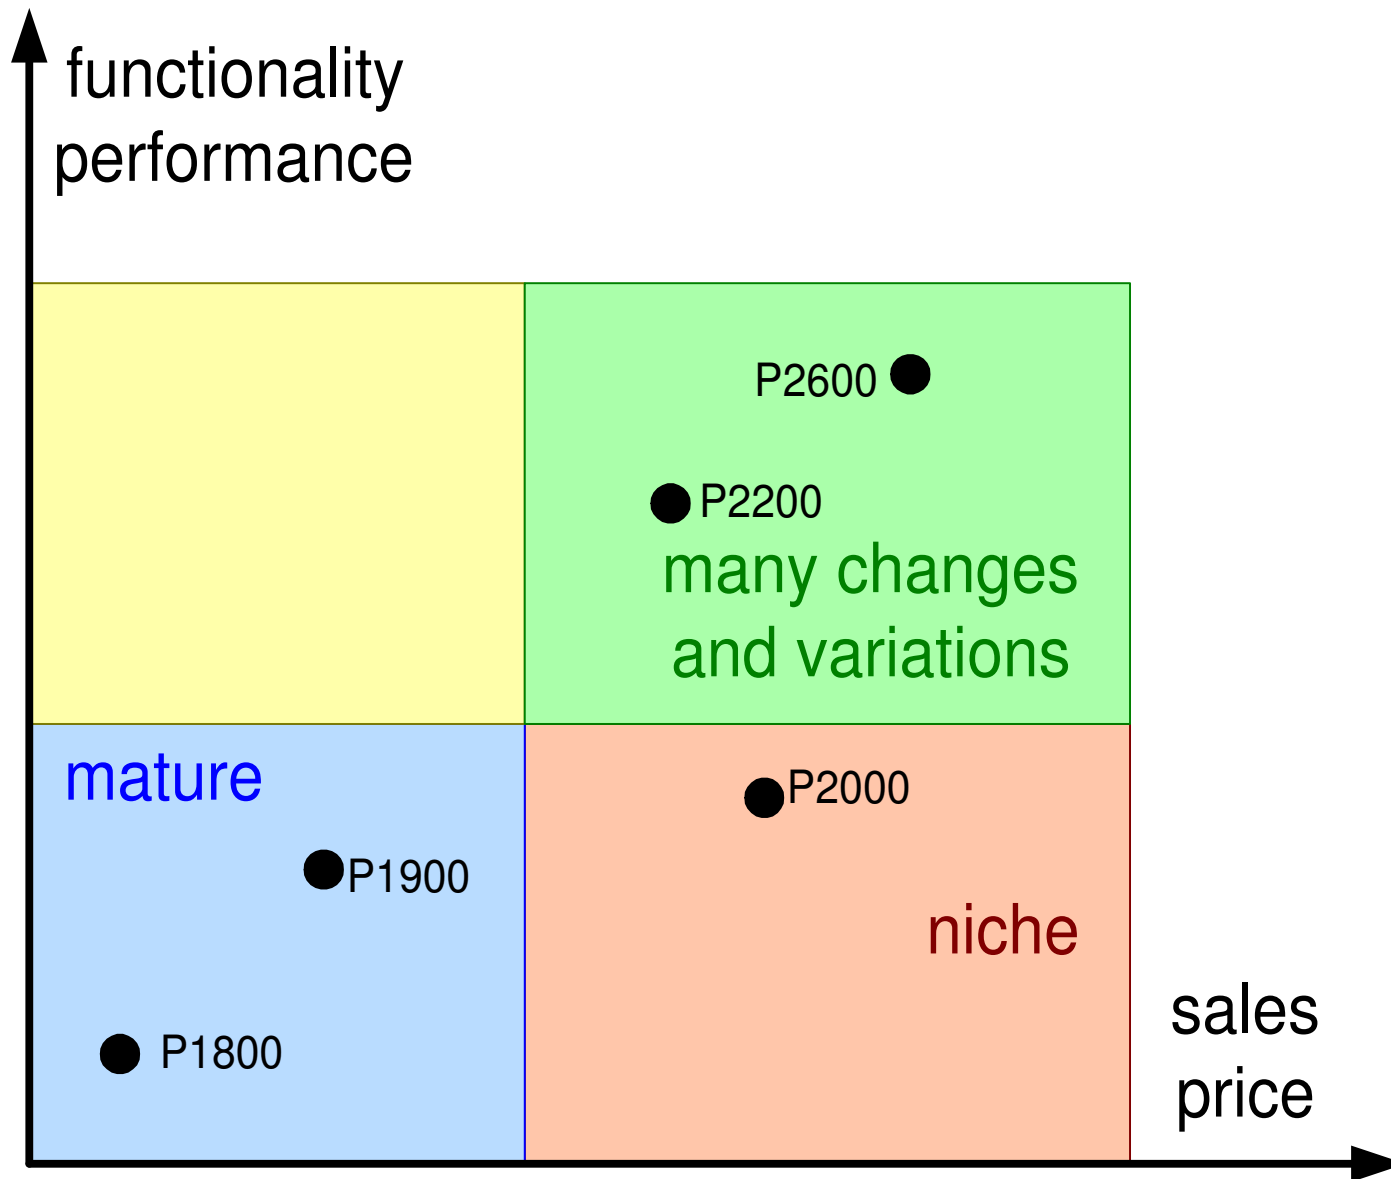 functionality
performance
P2600
P2200
many changes
and variations
mature
P2000
P1900
niche
sales
price
P1800